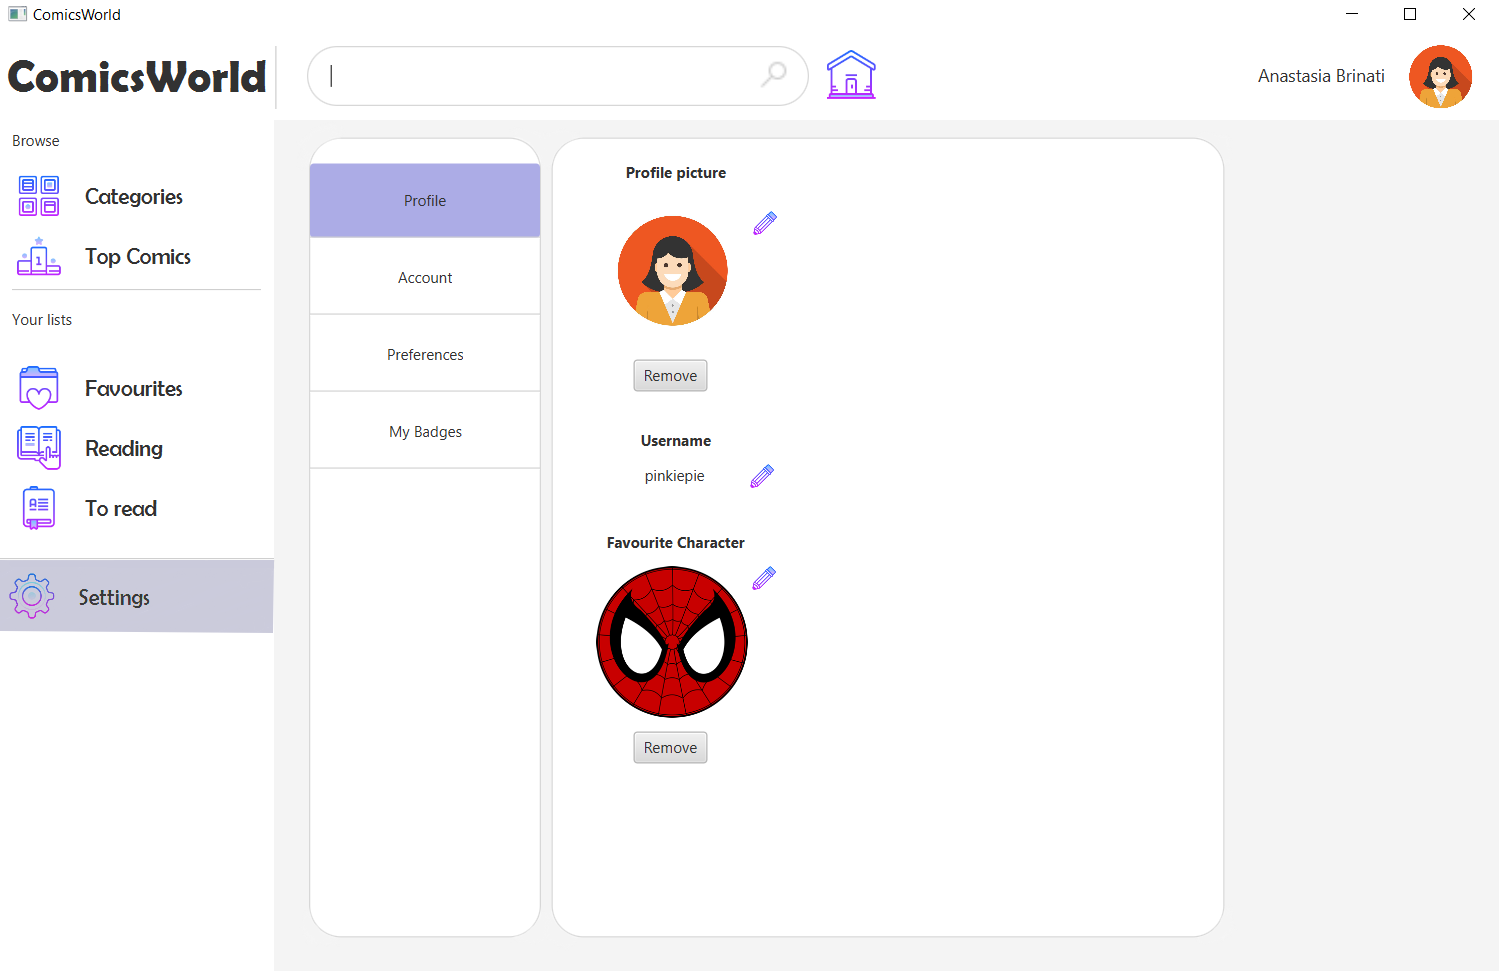 ComicsWorld
ComicsWorld
Anastasia Brinati
Browse
Categories
Top Comics
Your lists
Favourites
Reading
To read
Settings
Profile
Account
Preferences
My Badges
Profile picture
Remove
Username
pinkiepie
Favourite Character
Remove